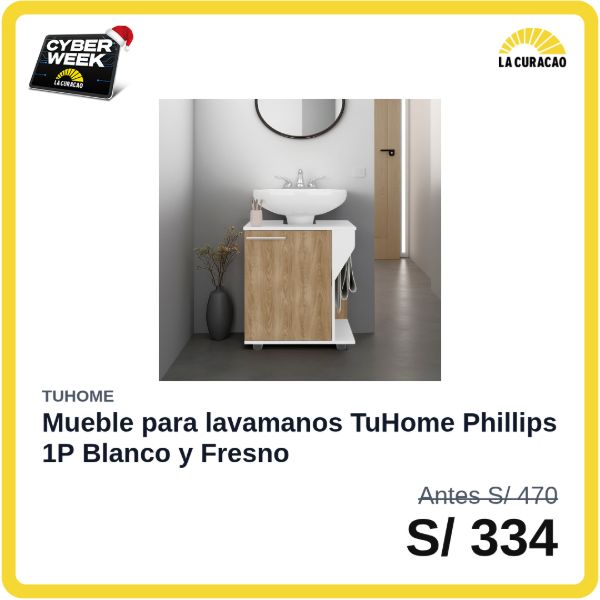 CYBER
WEEK
LA CURACAO
LA CURACAO
TUHOME
Mueble para lavamanos TuHome Phillips
1P Blanco y Fresno
Antes S/ 470
S/ 334